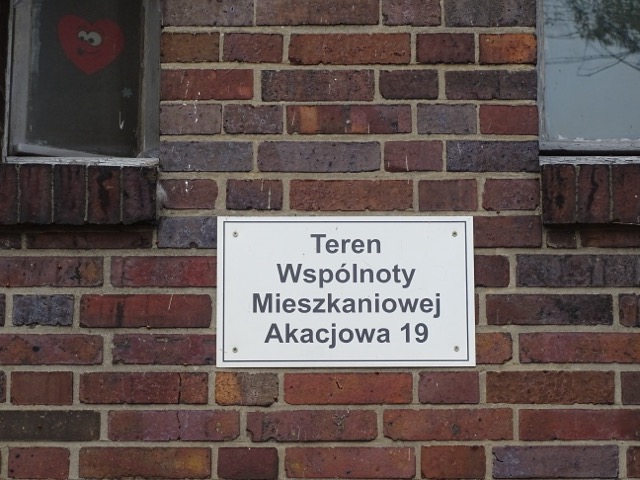 Teren
Wspólnoty
Mieszkaniowej
Akacjowa 19